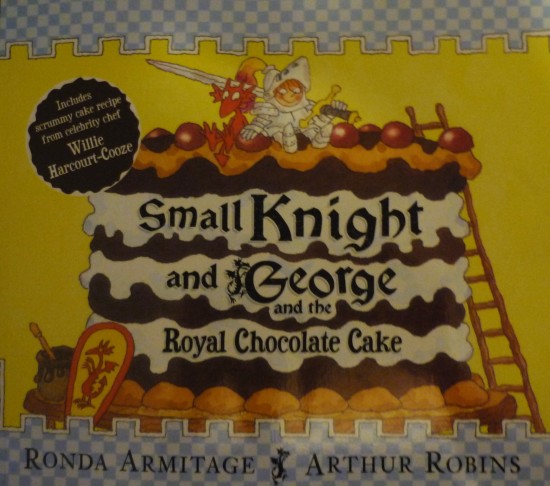 Includes
scrummy cake recipe
from celebrity chef
Willie
Harcourt-Cooze
Small Knight
and George
and the
Royal Chocolate Cake
RONDA ARMITAGE ARTHUR ROBINS